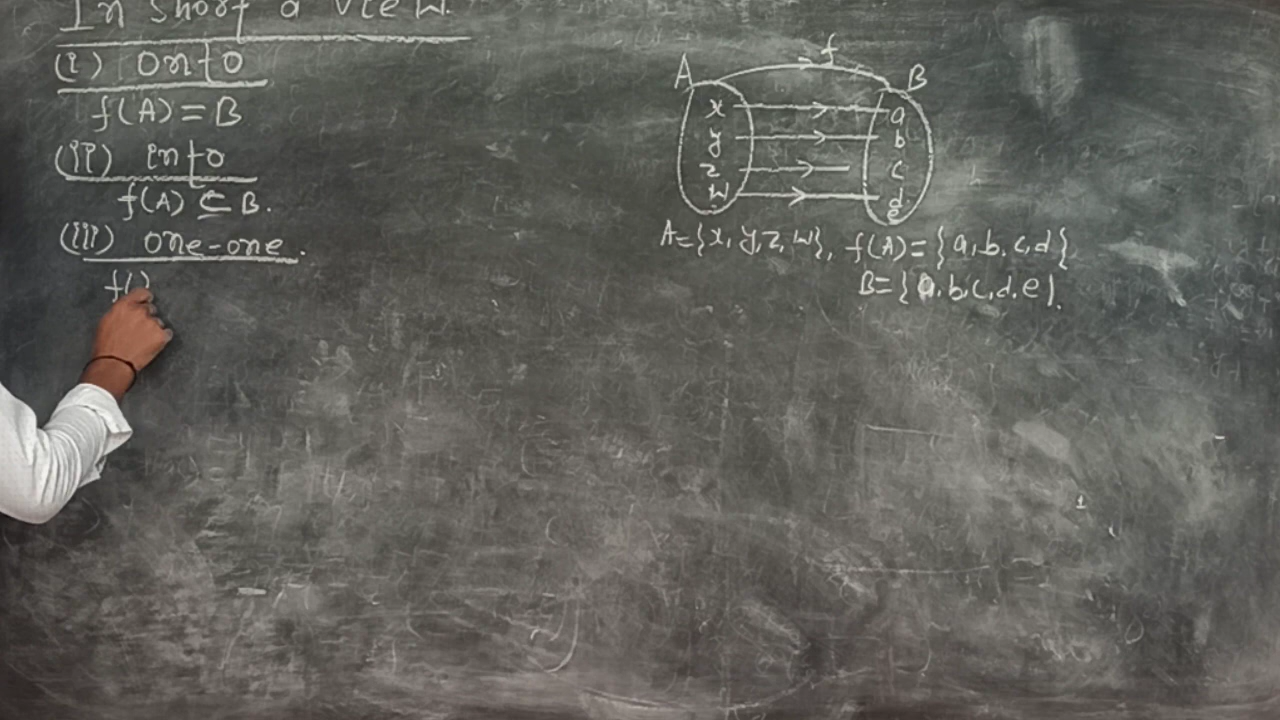 In short a view.
(i) onto
f(A) = B
(ii) into
f(A) ⊆ B.
(iii) one-one.
f()
f
A B
x a
y b
z c
w d
e
A={x, y, z, w}, f(A)={a, b, c, d}
B={a, b, c, d, e}.